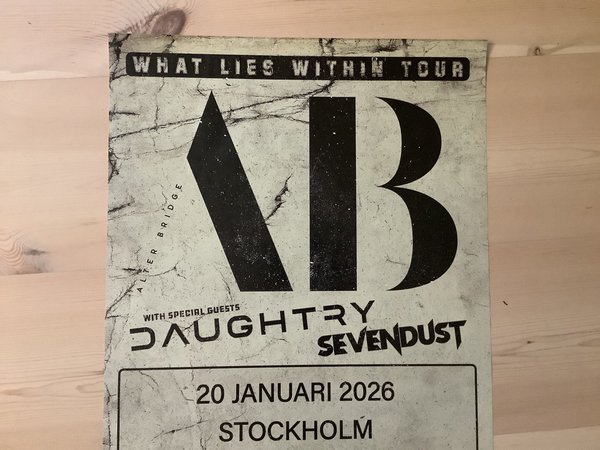 WHAT LIES WITHIN TOUR
AB
ALTER BRIDGE
WITH SPECIAL GUESTS
DAUGHTRY
SEVENDUST
20 JANUARI 2026
STOCKHOLM